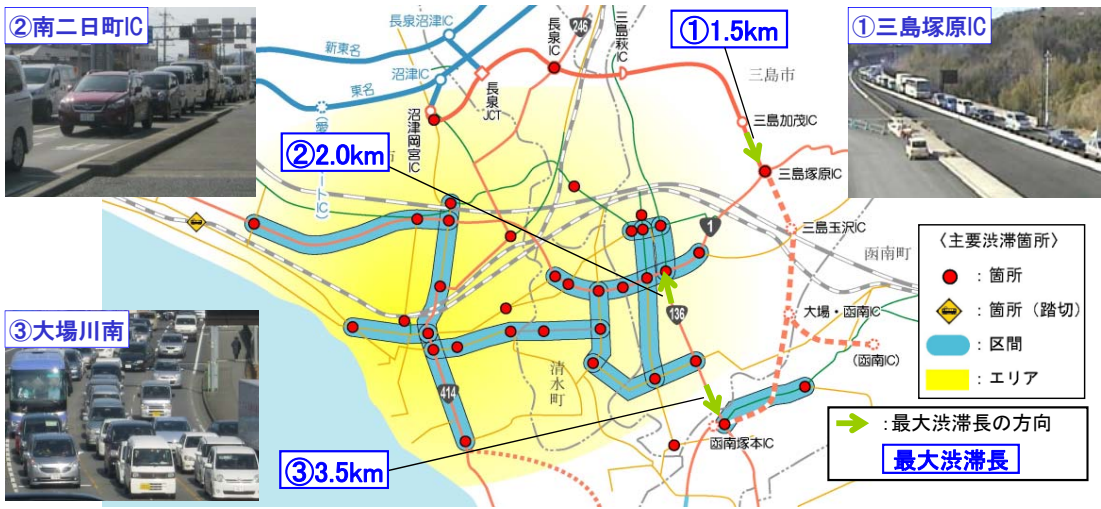 ②南二日町IC
①三島塚原IC
③大場川南
①1.5km
②2.0km
③3.5km
長泉沼津IC
新東名
沼津IC
東名
長泉IC
246
三島萩IC
三島市
長泉JCT
沼津岡宮IC
三島加茂IC
三島塚原IC
三島玉沢IC
函南町
1
136
大場・函南IC
(函南IC)
清水町
414
函南塚本IC
〈主要渋滞箇所〉
:箇所
:箇所(踏切)
:区間
:エリア
:最大渋滞長の方向
最大渋滞長